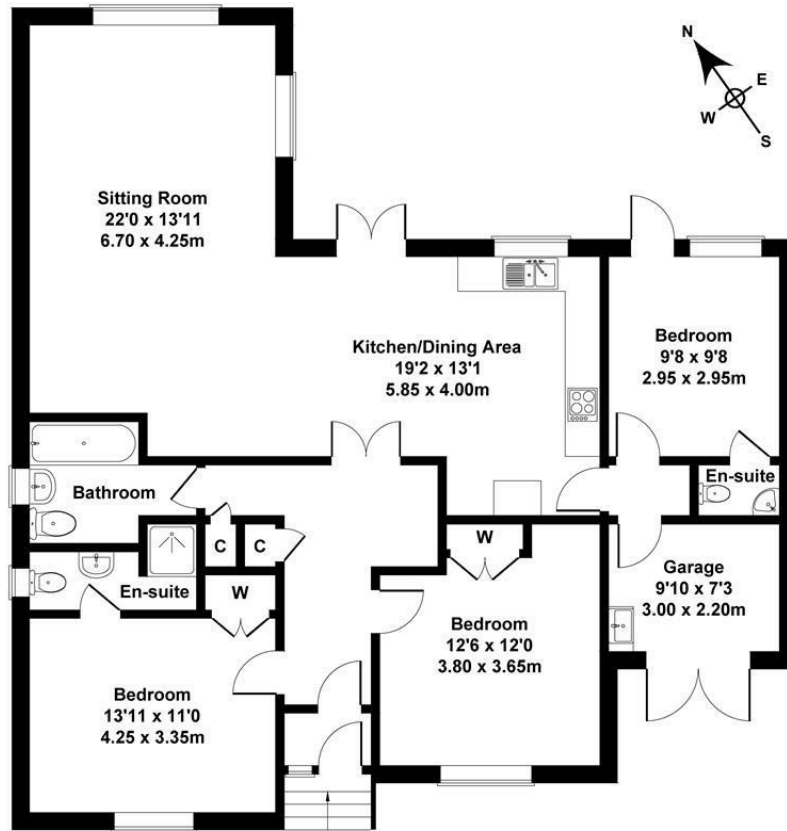 N
E
W
S
Sitting Room
22'0 x 13'11
6.70 x 4.25m
Kitchen/Dining Area
19'2 x 13'1
5.85 x 4.00m
Bedroom
9'8 x 9'8
2.95 x 2.95m
En-suite
Bathroom
C
C
W
En-suite
W
Garage
9'10 x 7'3
3.00 x 2.20m
Bedroom
12'6 x 12'0
3.80 x 3.65m
Bedroom
13'11 x 11'0
4.25 x 3.35m